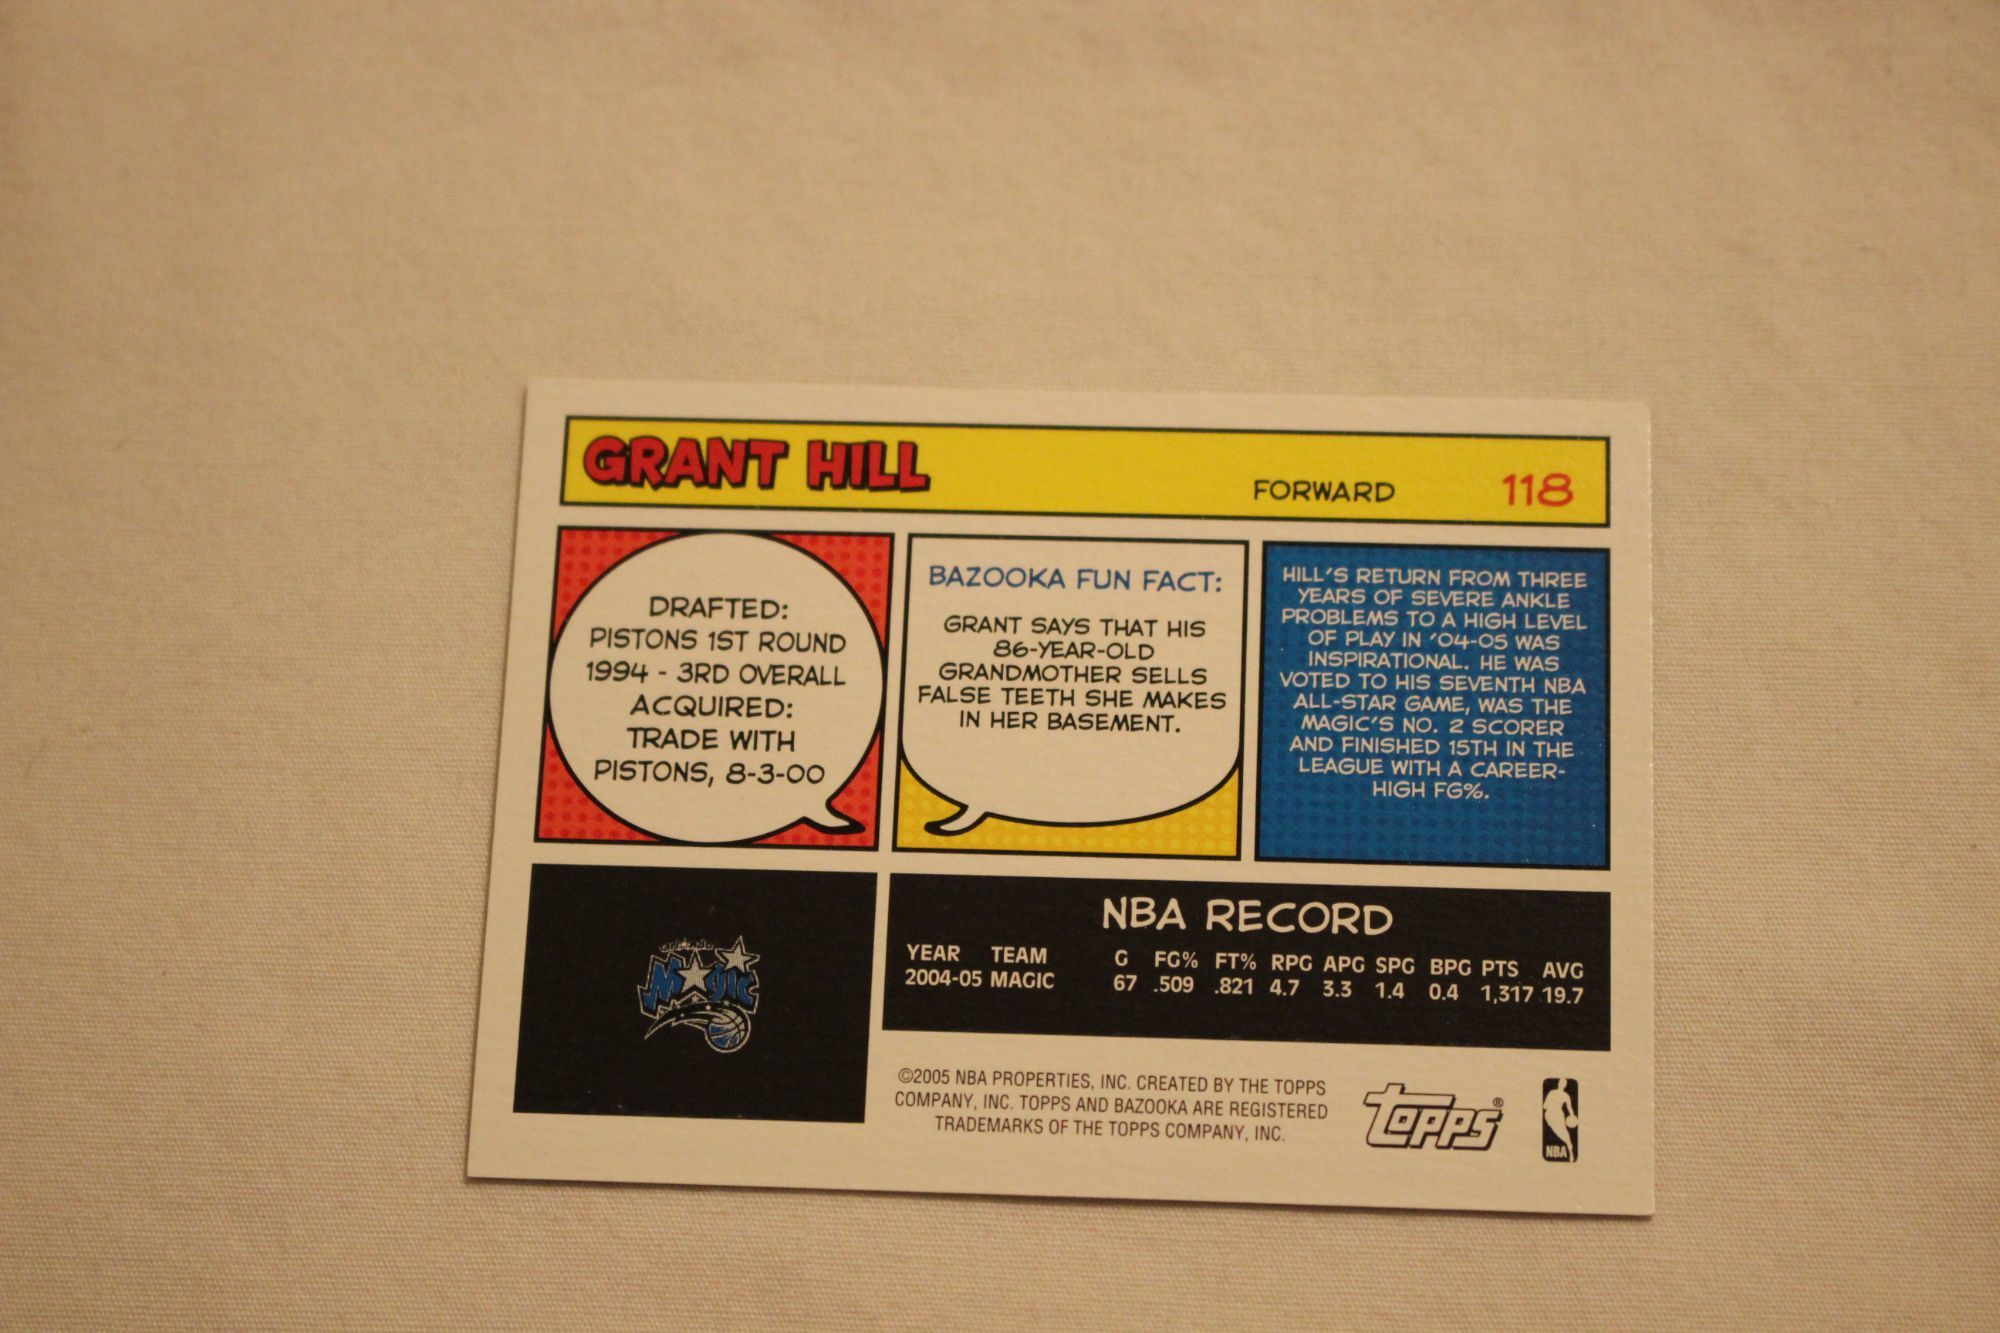 GRANT HILL
FORWARD
118
DRAFTED:
PISTONS 1ST ROUND
1994 - 3RD OVERALL
ACQUIRED:
TRADE WITH
PISTONS, 8-3-00
BAZOOKA FUN FACT:
GRANT SAYS THAT HIS
86-YEAR-OLD
GRANDMOTHER SELLS
FALSE TEETH SHE MAKES
IN HER BASEMENT.
HILL'S RETURN FROM THREE
YEARS OF SEVERE ANKLE
PROBLEMS TO A HIGH LEVEL
OF PLAY IN '04-05 WAS
INSPIRATIONAL. HE WAS
VOTED TO HIS SEVENTH NBA
ALL-STAR GAME, WAS THE
MAGIC'S NO. 2 SCORER
AND FINISHED 15TH IN THE
LEAGUE WITH A CAREER-
HIGH FG%.
Orlando
MAGIC
NBA RECORD
YEAR TEAM G FG% FT% RPG APG SPG BPG PTS AVG
2004-05 MAGIC 67 .509 .821 4.7 3.3 1.4 0.4 1,317 19.7
©2005 NBA PROPERTIES, INC. CREATED BY THE TOPPS
COMPANY, INC. TOPPS AND BAZOOKA ARE REGISTERED
TRADEMARKS OF THE TOPPS COMPANY, INC.
Topps®
NBA